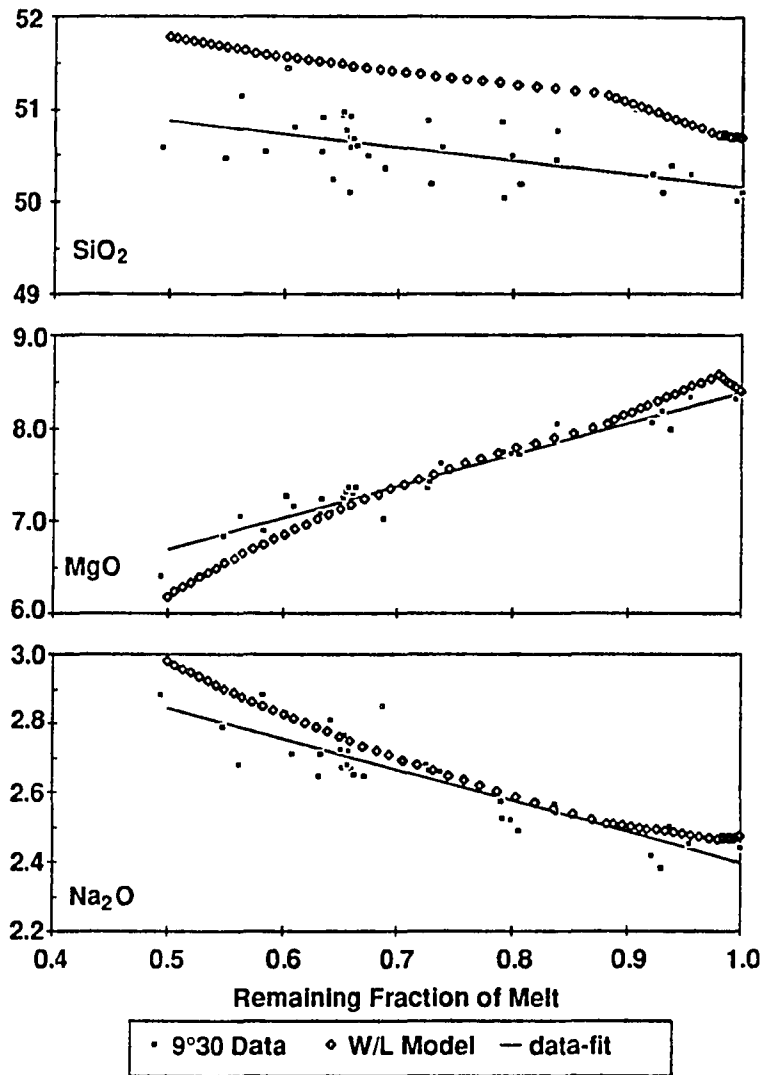 52
51
50
49
SiO₂
9.0
8.0
7.0
6.0
MgO
3.0
2.8
2.6
2.4
2.2
Na₂O
0.4 0.5 0.6 0.7 0.8 0.9 1.0
Remaining Fraction of Melt
9°30 Data W/L Model data-fit